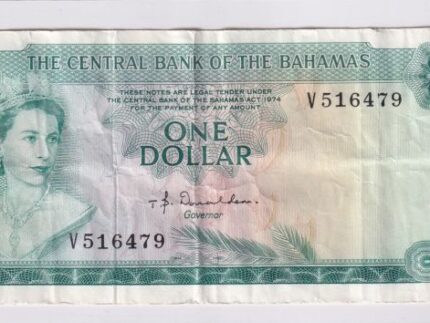 THE CENTRAL BANK OF THE BAHAMAS
THESE NOTES ARE LEGAL TENDER UNDER
THE CENTRAL BANK OF THE BAHAMAS ACT 1974
FOR THE PAYMENT OF ANY AMOUNT
V516479
ONE
DOLLAR
T. B. Donaldson.
Governor
V516479